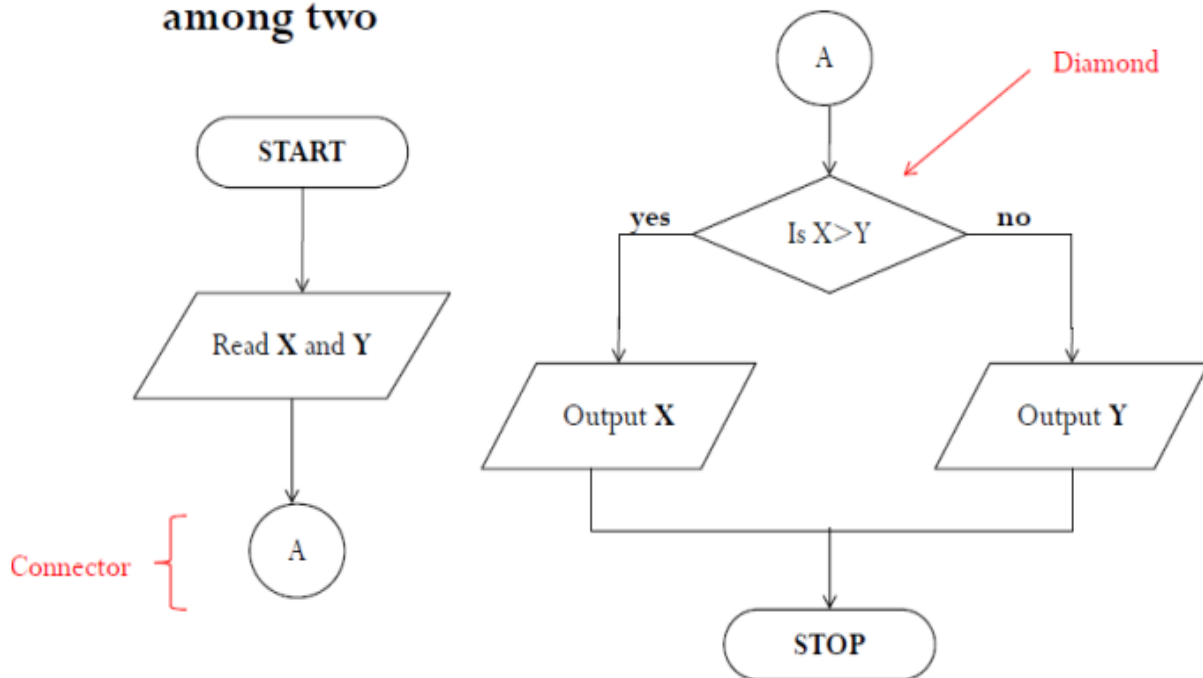 among two
START
Read X and Y
A
Connector
A
Diamond
Is X>Y
yes
no
Output X
Output Y
STOP